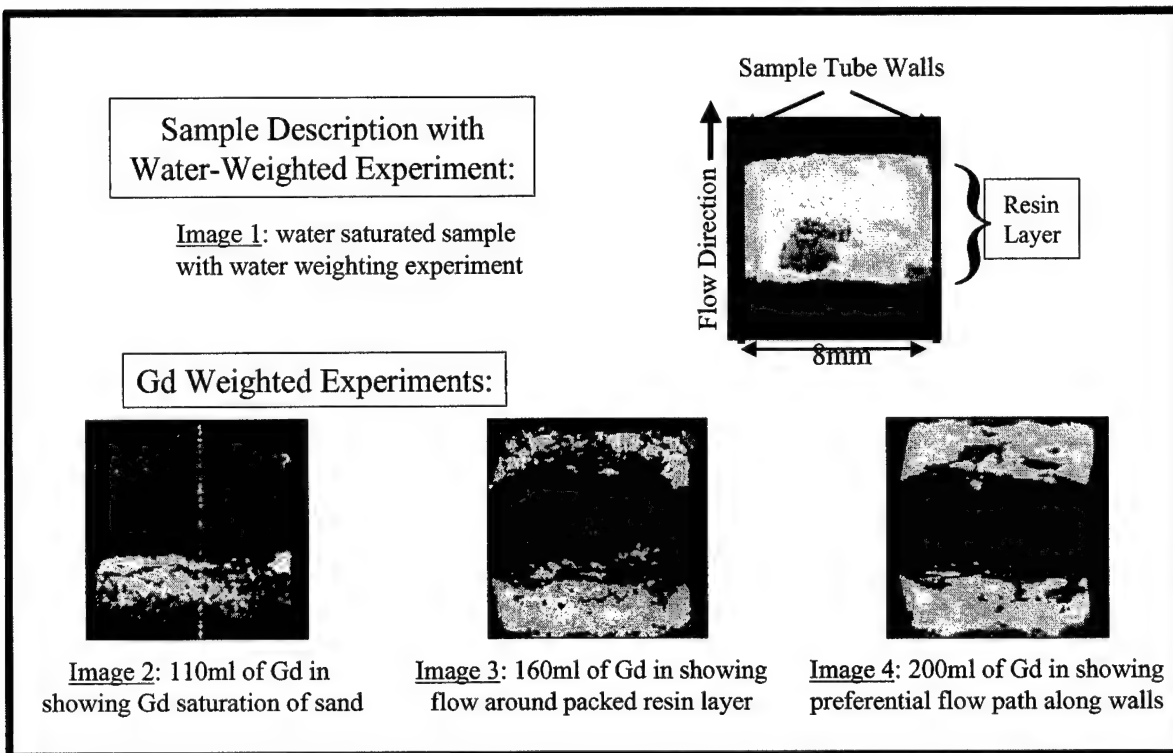 Sample Tube Walls
Sample Description with
Water-Weighted Experiment:
Image 1: water saturated sample
with water weighting experiment
Flow Direction
Resin
Layer
8mm
Gd Weighted Experiments:
Image 2: 110ml of Gd in
showing Gd saturation of sand
Image 3: 160ml of Gd in showing
flow around packed resin layer
Image 4: 200ml of Gd in showing
preferential flow path along walls